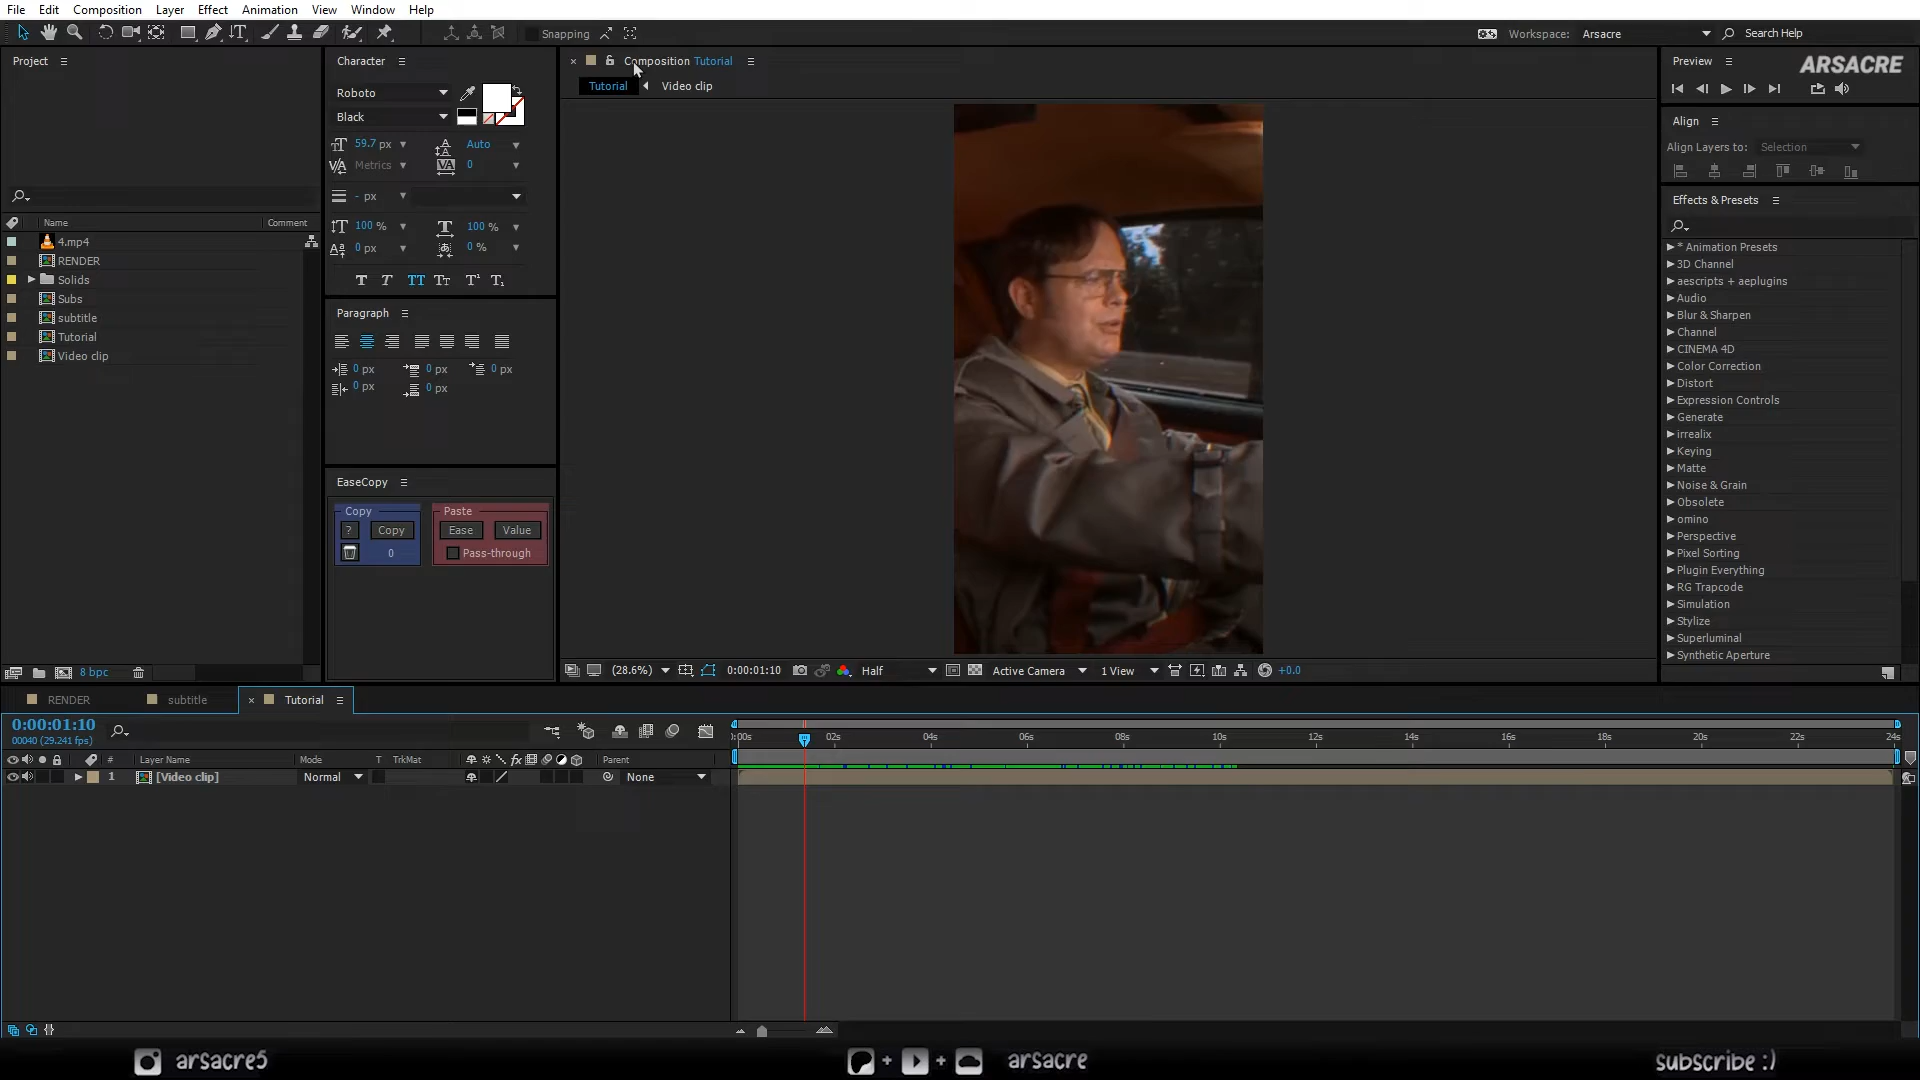 File Edit Composition Layer Effect Animation View Window Help
Snapping
Workspace: Arsacre
Search Help
Project
Name Comment
4.mp4
RENDER
Solids
Subs
subtitle
Tutorial
Video clip
8 bpc
Character
Roboto
Black
59.7 px Auto
Metrics 0
- px
100 % 100 %
0 px 0 %
Paragraph
0 px 0 px 0 px
0 px 0 px
EaseCopy
Copy Paste
? Copy Ease Value
0 Pass-through
Composition Tutorial
Tutorial Video clip
(28.6%) 0:00:01:10 Half Active Camera 1 View +0.0
Preview ARSACRE
Align
Align Layers to: Selection
Effects & Presets
* Animation Presets
3D Channel
aescripts + aeplugins
Audio
Blur & Sharpen
Channel
CINEMA 4D
Color Correction
Distort
Expression Controls
Generate
irrealix
Keying
Matte
Noise & Grain
Obsolete
omino
Perspective
Pixel Sorting
Plugin Everything
RG Trapcode
Simulation
Stylize
Superluminal
Synthetic Aperture
RENDER subtitle Tutorial
0:00:01:10
00040 (29.241 fps)
:00s 02s 04s 06s 08s 10s 12s 14s 16s 18s 20s 22s 24s
# Layer Name Mode T TrkMat fx Parent
1 [Video clip] Normal None
arsacre5 + + arsacre subscribe :)